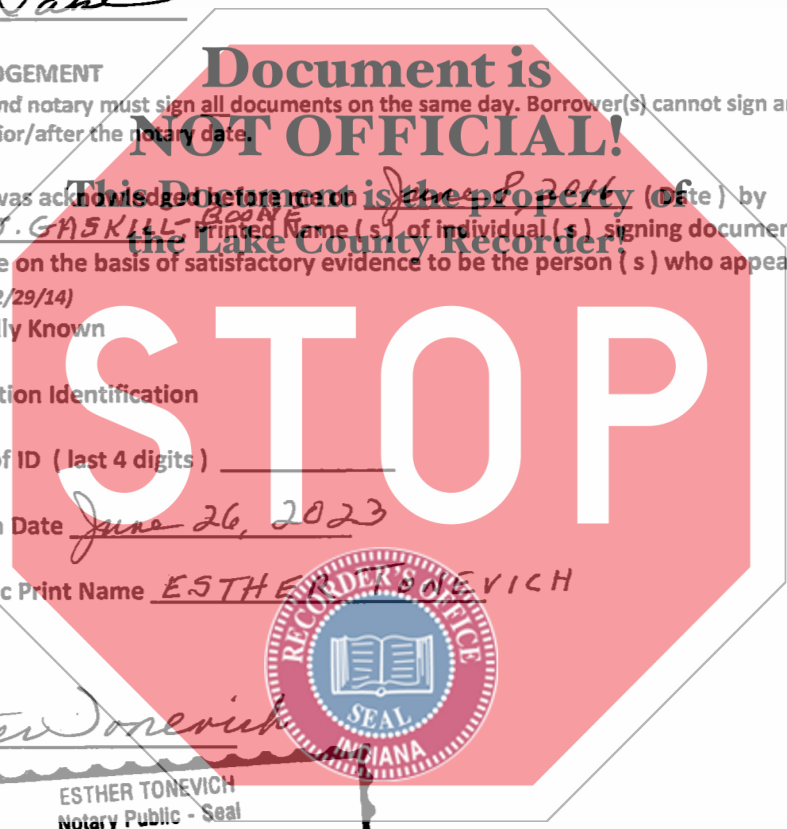 Document is
DGEMENT
nd notary must sign all documents on the same day. Borrower(s) cannot sign a
ior/after the notary date.
NOT OFFICIAL!
This Document is the property of
was acknowledged before me on June 8, 2016 (Date ) by
J. GASKILL-BOONE Printed Name ( s ) of individual ( s ) signing documen
the Lake County Recorder!
e on the basis of satisfactory evidence to be the person ( s ) who appea
2/29/14)
lly Known
STOP
tion Identification
of ID ( last 4 digits )
n Date June 26, 2023
c Print Name ESTHER TONEVICH
RECORDER'S OFFICE
SEAL
INDIANA
Tonevich
ESTHER TONEVICH
Notary Public - Seal